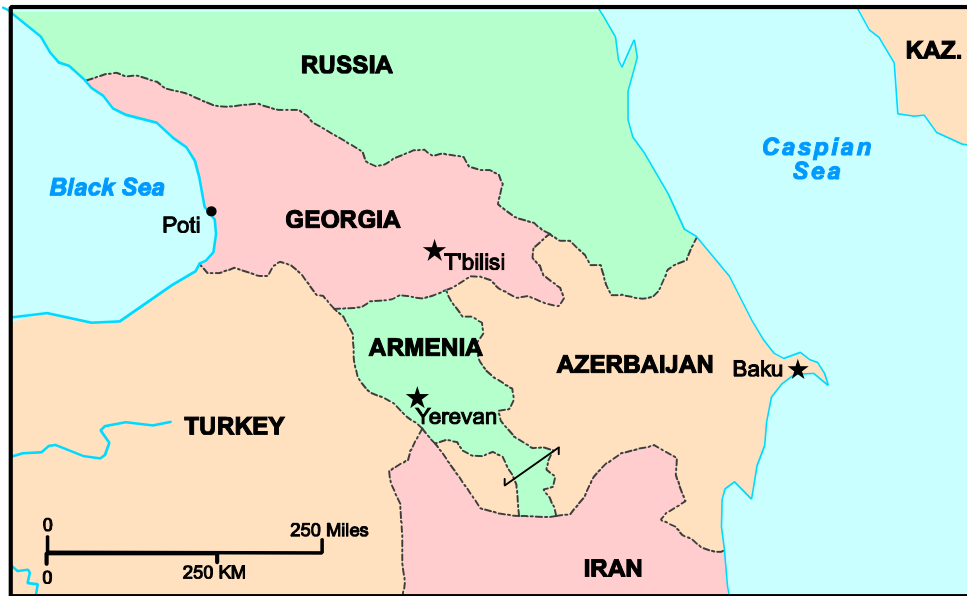 RUSSIA
KAZ.
Caspian
Sea
Black Sea
Poti
GEORGIA
T'bilisi
ARMENIA
AZERBAIJAN
Baku
Yerevan
TURKEY
0
250 Miles
250 KM
0
IRAN